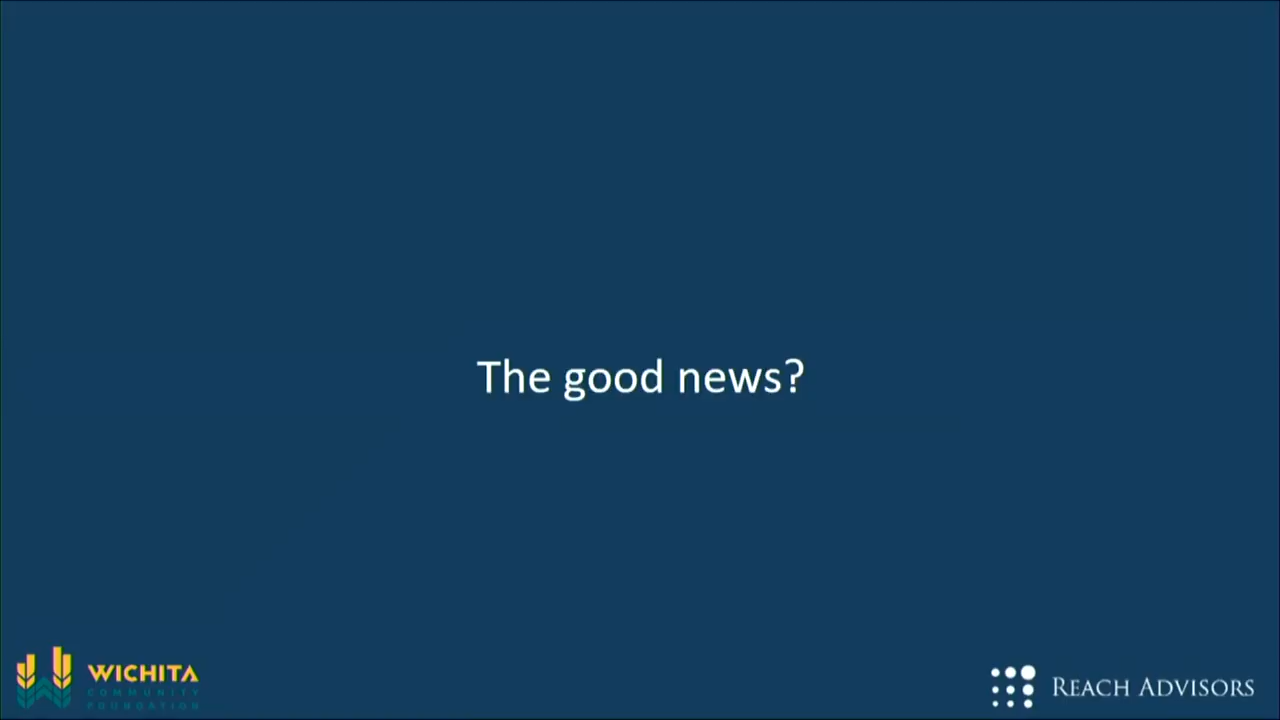 The good news?
WICHITA
COMMUNITY
FOUNDATION
REACH ADVISORS